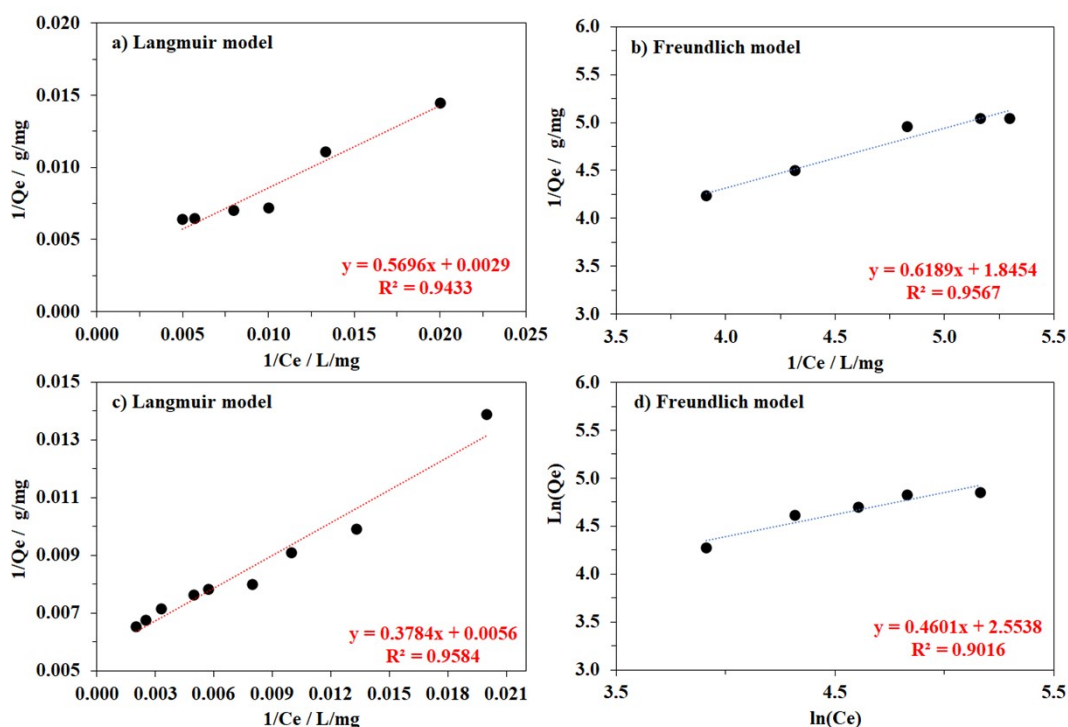 a) Langmuir model
0.020
0.015
0.010
0.005
0.000
1/Qe / g/mg
y = 0.5696x + 0.0029
R² = 0.9433
0.000 0.005 0.010 0.015 0.020 0.025
1/Ce / L/mg
b) Freundlich model
6.0
5.5
5.0
4.5
4.0
3.5
3.0
1/Qe / g/mg
y = 0.6189x + 1.8454
R² = 0.9567
3.5 4.0 4.5 5.0 5.5
1/Ce / L/mg
c) Langmuir model
0.015
0.013
0.011
0.009
0.007
0.005
1/Qe / g/mg
y = 0.3784x + 0.0056
R² = 0.9584
0.000 0.003 0.006 0.009 0.012 0.015 0.018 0.021
1/Ce / L/mg
d) Freundlich model
6.0
5.5
5.0
4.5
4.0
3.5
3.0
Ln(Qe)
y = 0.4601x + 2.5538
R² = 0.9016
3.5 4.5 5.5
ln(Ce)